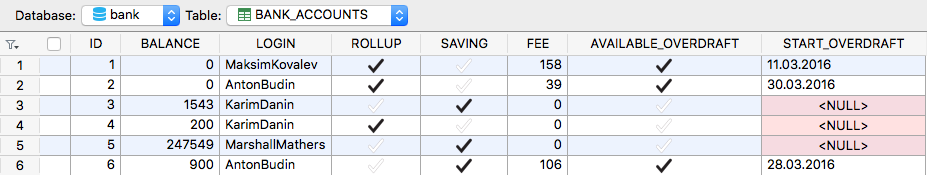 Database: bank Table: BANK_ACCOUNTS
ID BALANCE LOGIN ROLLUP SAVING FEE AVAILABLE_OVERDRAFT START_OVERDRAFT
1 1 0 MaksimKovalev 158 11.03.2016
2 2 0 AntonBudin 39 30.03.2016
3 3 1543 KarimDanin 0 <NULL>
4 4 200 KarimDanin 0 <NULL>
5 5 247549 MarshallMathers 0 <NULL>
6 6 900 AntonBudin 106 28.03.2016